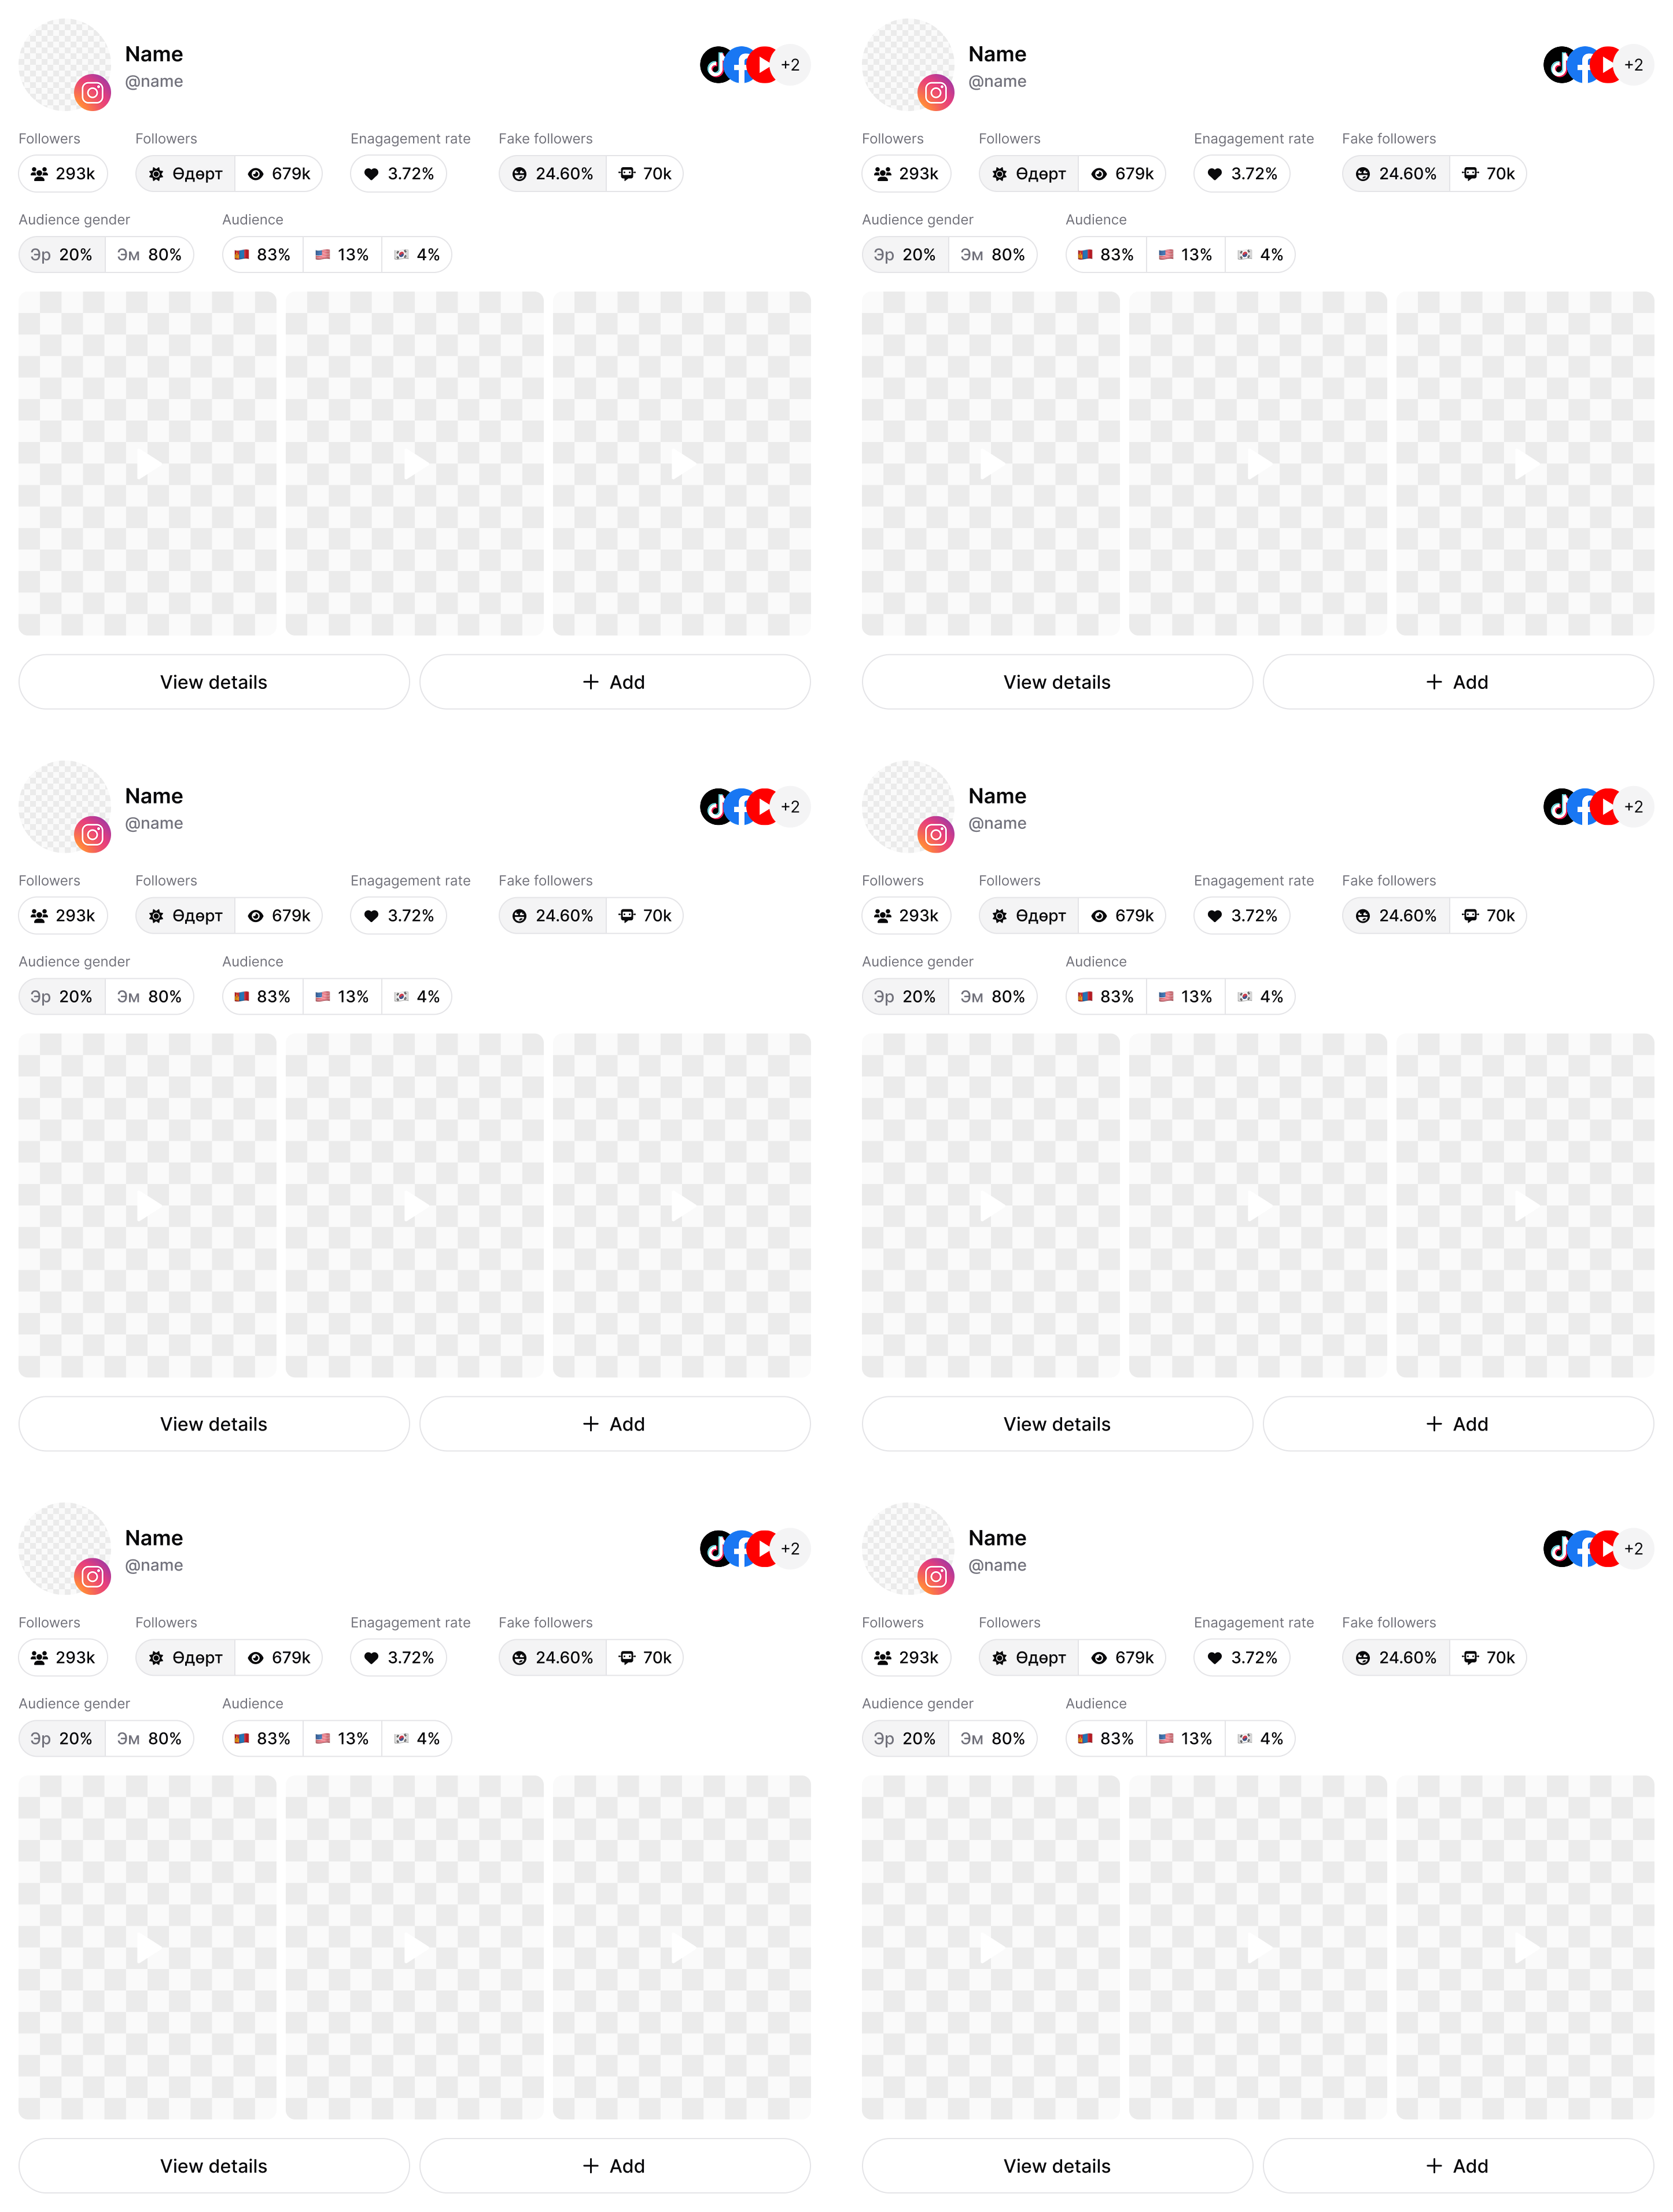 Name
@name
+2
Followers Followers Enagagement rate Fake followers
293k Өдөрт 679k 3.72% 24.60% 70k
Audience gender Audience
Эр 20% Эм 80% 83% 13% 4%
View details + Add
Name
@name
+2
Followers Followers Enagagement rate Fake followers
293k Өдөрт 679k 3.72% 24.60% 70k
Audience gender Audience
Эр 20% Эм 80% 83% 13% 4%
View details + Add
Name
@name
+2
Followers Followers Enagagement rate Fake followers
293k Өдөрт 679k 3.72% 24.60% 70k
Audience gender Audience
Эр 20% Эм 80% 83% 13% 4%
View details + Add
Name
@name
+2
Followers Followers Enagagement rate Fake followers
293k Өдөрт 679k 3.72% 24.60% 70k
Audience gender Audience
Эр 20% Эм 80% 83% 13% 4%
View details + Add
Name
@name
+2
Followers Followers Enagagement rate Fake followers
293k Өдөрт 679k 3.72% 24.60% 70k
Audience gender Audience
Эр 20% Эм 80% 83% 13% 4%
View details + Add
Name
@name
+2
Followers Followers Enagagement rate Fake followers
293k Өдөрт 679k 3.72% 24.60% 70k
Audience gender Audience
Эр 20% Эм 80% 83% 13% 4%
View details + Add